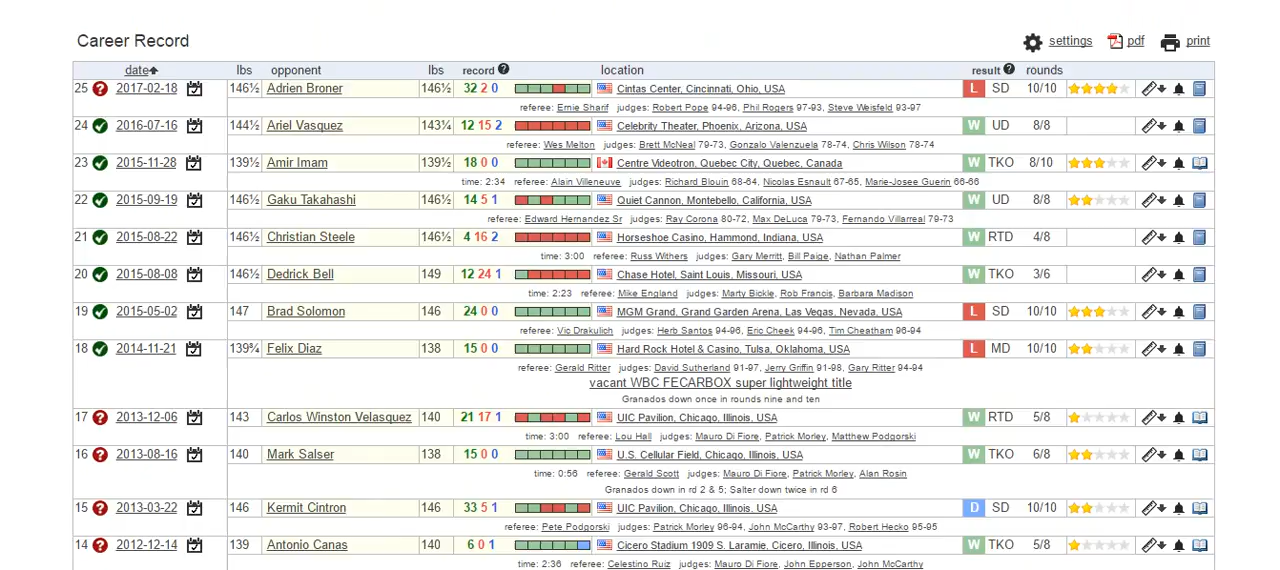 Career Record settings pdf print
date lbs opponent lbs record ? location result ? rounds
25 ? 2017-02-18 146½ Adrien Broner 146½ 32 2 0 Cintas Center, Cincinnati, Ohio, USA L SD 10/10
referee: Ernie Sharif judges: Robert Pope 94-96, Phil Rogers 97-93, Steve Weisfeld 93-97
24 2016-07-16 144½ Ariel Vasquez 143¼ 12 15 2 Celebrity Theater, Phoenix, Arizona, USA W UD 8/8
referee: Wes Melton judges: Brett McNeal 79-73, Gonzalo Valenzuela 78-74, Chris Wilson 78-74
23 2015-11-28 139½ Amir Imam 139½ 18 0 0 Centre Videotron, Quebec City, Quebec, Canada W TKO 8/10
time: 2:34 referee: Alain Villeneuve judges: Richard Blouin 68-64, Nicolas Esnault 67-65, Marie-Josee Guerin 66-66
22 2015-09-19 146½ Gaku Takahashi 146½ 14 5 1 Quiet Cannon, Montebello, California, USA W UD 8/8
referee: Edward Hernandez Sr judges: Ray Corona 80-72, Max DeLuca 79-73, Fernando Villarreal 79-73
21 2015-08-22 146½ Christian Steele 146½ 4 16 2 Horseshoe Casino, Hammond, Indiana, USA W RTD 4/8
time: 3:00 referee: Russ Withers judges: Gary Merritt, Bill Paige, Nathan Palmer
20 2015-08-08 146½ Dedrick Bell 149 12 24 1 Chase Hotel, Saint Louis, Missouri, USA W TKO 3/6
time: 2:23 referee: Mike England judges: Marty Bickle, Rob Francis, Barbara Madison
19 2015-05-02 147 Brad Solomon 146 24 0 0 MGM Grand, Grand Garden Arena, Las Vegas, Nevada, USA L SD 10/10
referee: Vic Drakulich judges: Herb Santos 94-96, Eric Cheek 94-96, Tim Cheatham 96-94
18 2014-11-21 139¾ Felix Diaz 138 15 0 0 Hard Rock Hotel & Casino, Tulsa, Oklahoma, USA L MD 10/10
referee: Gerald Ritter judges: David Sutherland 91-97, Jerry Griffin 91-98, Gary Ritter 94-94
vacant WBC FECARBOX super lightweight title
Granados down once in rounds nine and ten
17 ? 2013-12-06 143 Carlos Winston Velasquez 140 21 17 1 UIC Pavilion, Chicago, Illinois, USA W RTD 5/8
time: 3:00 referee: Lou Hall judges: Mauro Di Fiore, Patrick Morley, Matthew Podgorski
16 ? 2013-08-16 140 Mark Salser 138 15 0 0 U.S. Cellular Field, Chicago, Illinois, USA W TKO 6/8
time: 0:56 referee: Gerald Scott judges: Mauro Di Fiore, Patrick Morley, Alan Rosin
Granados down in rd 2 & 5; Salter down twice in rd 6
15 ? 2013-03-22 146 Kermit Cintron 146 33 5 1 UIC Pavilion, Chicago, Illinois, USA D SD 10/10
referee: Pete Podgorski judges: Patrick Morley 96-94, John McCarthy 93-97, Robert Hecko 95-95
14 ? 2012-12-14 139 Antonio Canas 140 6 0 1 Cicero Stadium 1909 S. Laramie, Cicero, Illinois, USA W TKO 5/8
time: 2:36 referee: Celestino Ruiz judges: Mauro Di Fiore, John Epperson, John McCarthy